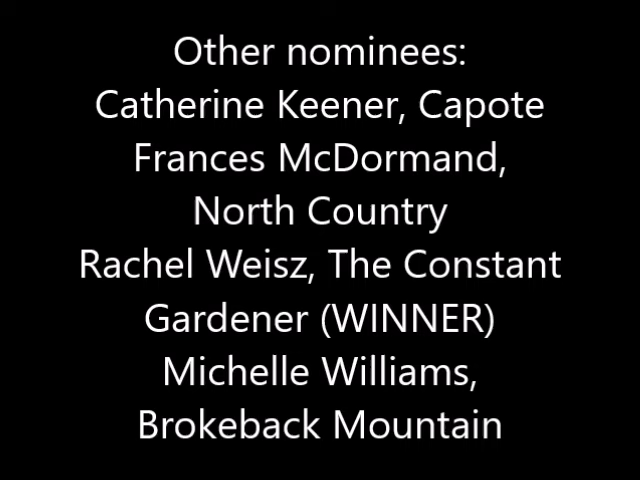 Other nominees:
Catherine Keener, Capote
Frances McDormand,
North Country
Rachel Weisz, The Constant
Gardener (WINNER)
Michelle Williams,
Brokeback Mountain